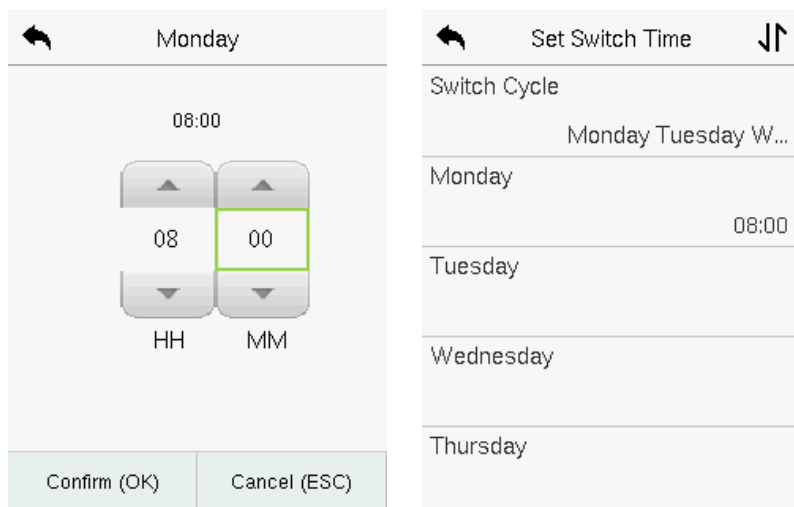 Monday
08:00
08 00
HH MM
Confirm (OK) Cancel (ESC)
Set Switch Time
Switch Cycle
Monday Tuesday W...
Monday
08:00
Tuesday
Wednesday
Thursday